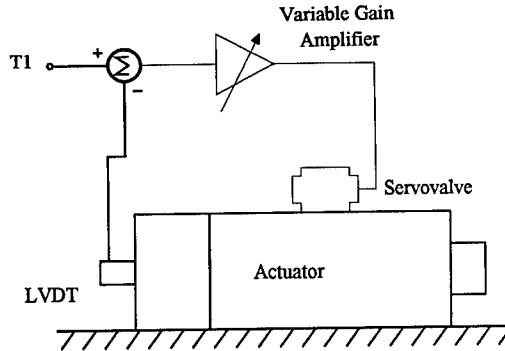 Variable Gain
Amplifier
T1
+
Σ
−
Servovalve
Actuator
LVDT